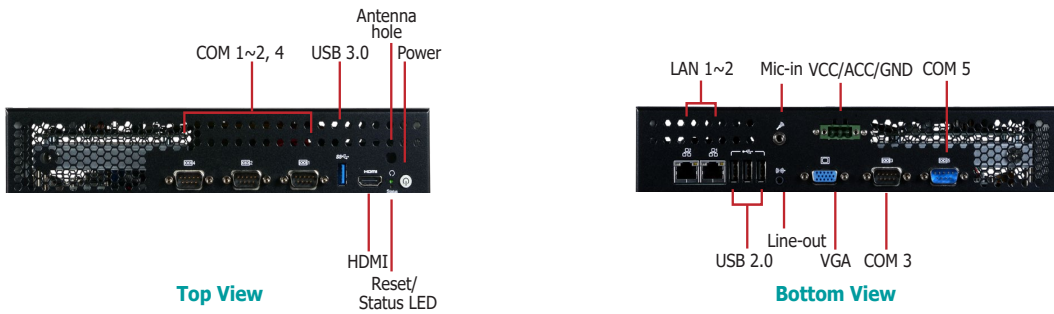 Antenna
hole
COM 1~2, 4
USB 3.0
Power
HDMI
HDMI
Reset/
Status LED
Top View
LAN 1~2
Mic-in
VCC/ACC/GND
COM 5
Line-out
USB 2.0
VGA
COM 3
Bottom View